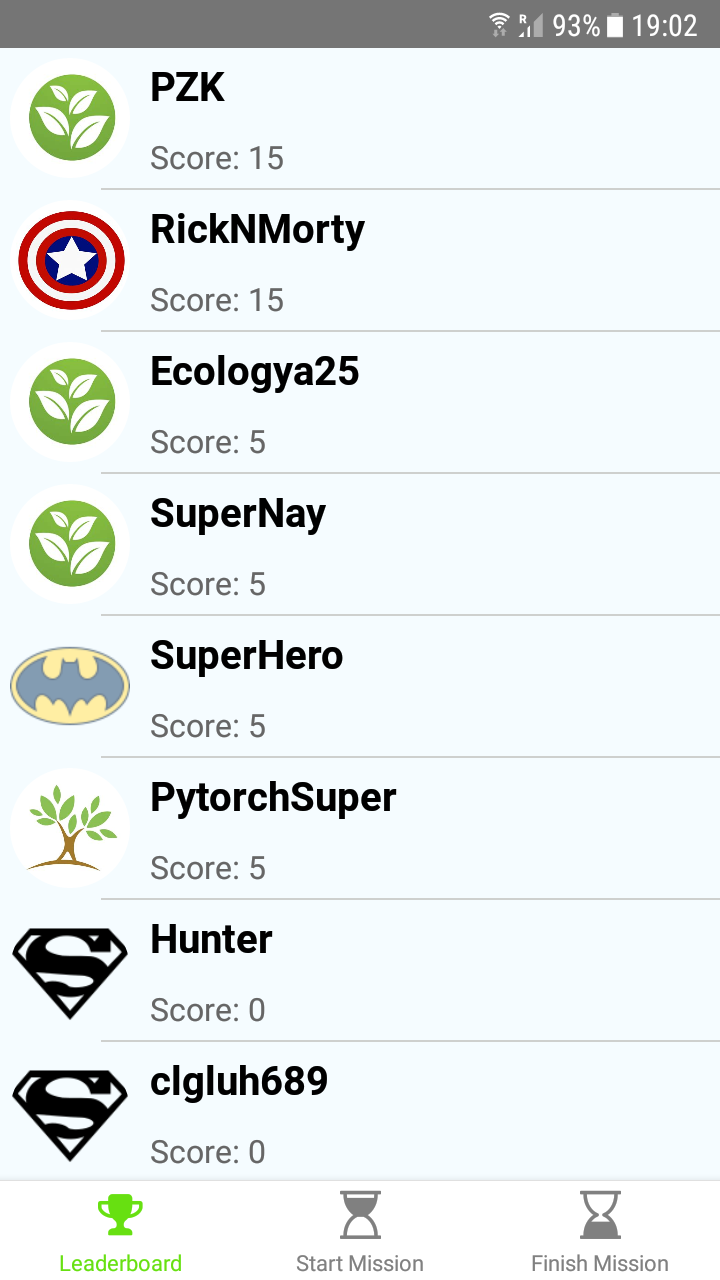 R 93% 19:02
PZK
Score: 15
RickNMorty
Score: 15
Ecologya25
Score: 5
SuperNay
Score: 5
SuperHero
Score: 5
PytorchSuper
Score: 5
Hunter
Score: 0
clgluh689
Score: 0
Leaderboard Start Mission Finish Mission